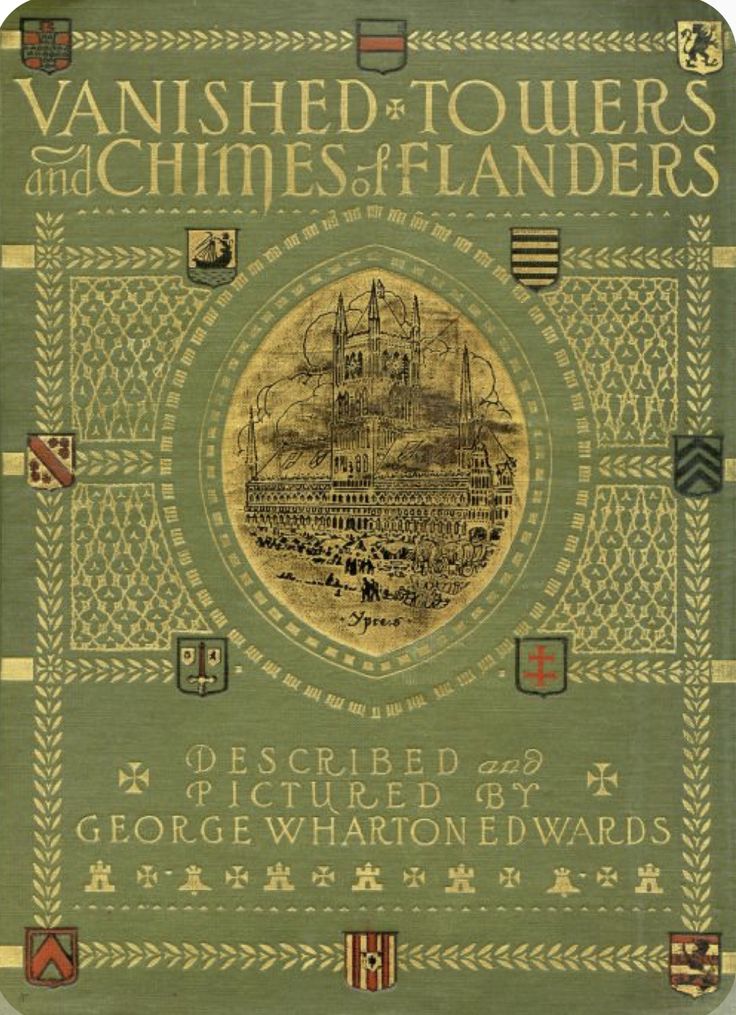 VANISHED TOWERS
and CHIMES of FLANDERS
Ypres
DESCRIBED and
PICTURED BY
GEORGE WHARTON EDWARDS